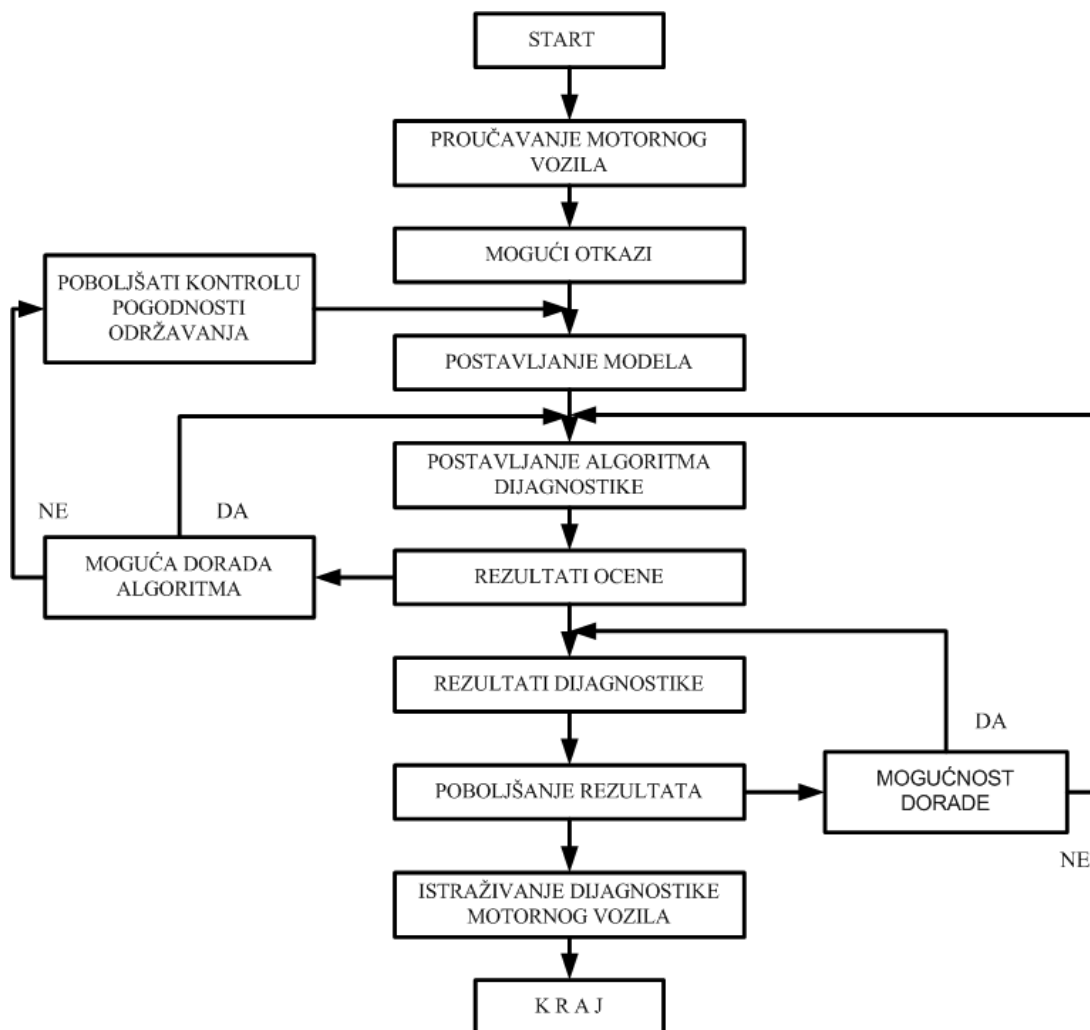 START
PROUČAVANJE MOTORNOG
VOZILA
MOGUĆI OTKAZI
POBOLJŠATI KONTROLU
POGODNOSTI
ODRŽAVANJA
POSTAVLJANJE MODELA
POSTAVLJANJE ALGORITMA
DIJAGNOSTIKE
NE
DA
MOGUĆA DORADA
ALGORITMA
REZULTATI OCENE
REZULTATI DIJAGNOSTIKE
DA
POBOLJŠANJE REZULTATA
MOGUĆNOST
DORADE
NE
ISTRAŽIVANJE DIJAGNOSTIKE
MOTORNOG VOZILA
K R A J